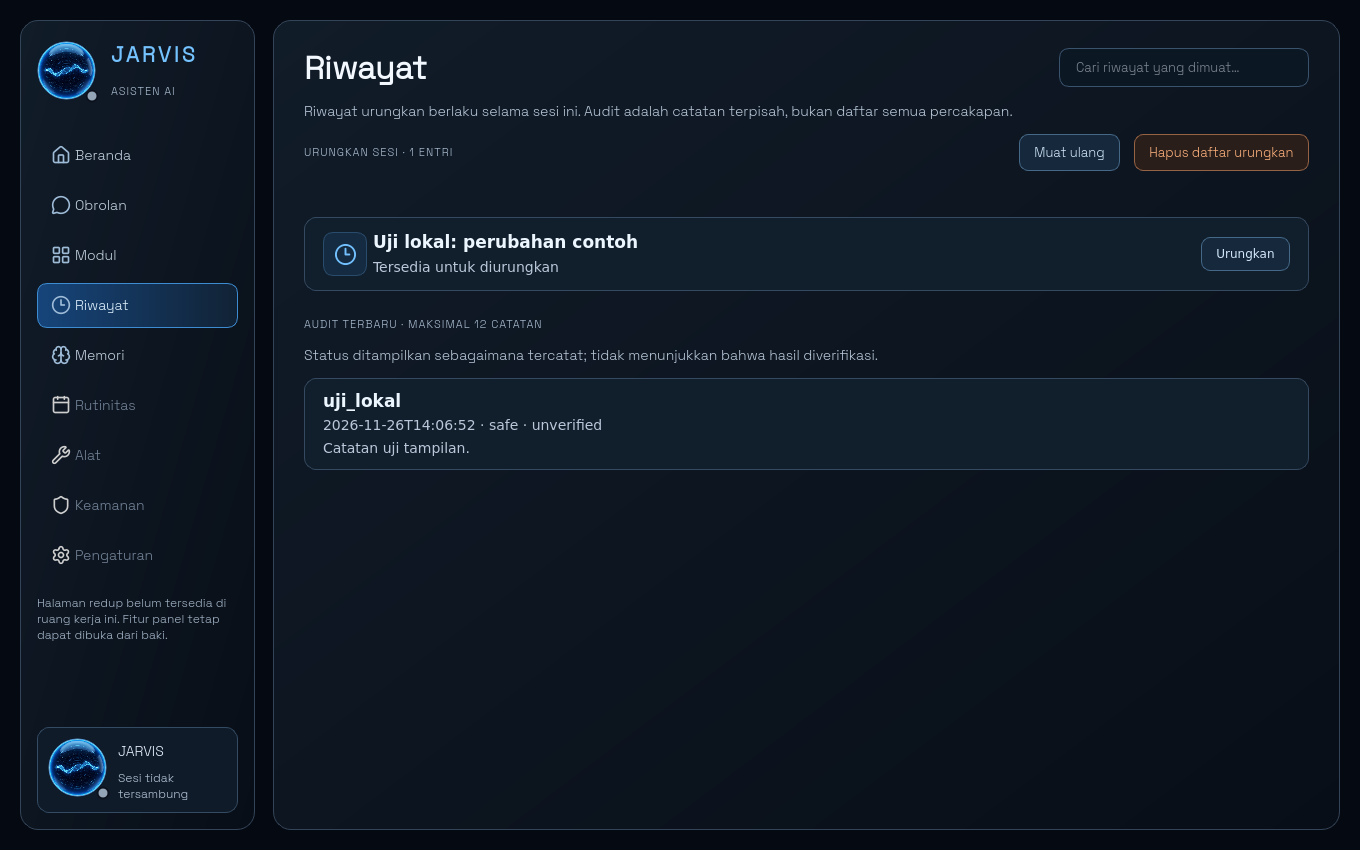 JARVIS
ASISTEN AI
Beranda
Obrolan
Modul
Riwayat
Memori
Rutinitas
Alat
Keamanan
Pengaturan
Halaman redup belum tersedia di
ruang kerja ini. Fitur panel tetap
dapat dibuka dari baki.
JARVIS
Sesi tidak
tersambung
Riwayat
Cari riwayat yang dimuat...
Riwayat urungkan berlaku selama sesi ini. Audit adalah catatan terpisah, bukan daftar semua percakapan.
URUNGKAN SESI · 1 ENTRI
Muat ulang
Hapus daftar urungkan
Uji lokal: perubahan contoh
Tersedia untuk diurungkan
Urungkan
AUDIT TERBARU · MAKSIMAL 12 CATATAN
Status ditampilkan sebagaimana tercatat; tidak menunjukkan bahwa hasil diverifikasi.
uji_lokal
2026-11-26T14:06:52 · safe · unverified
Catatan uji tampilan.